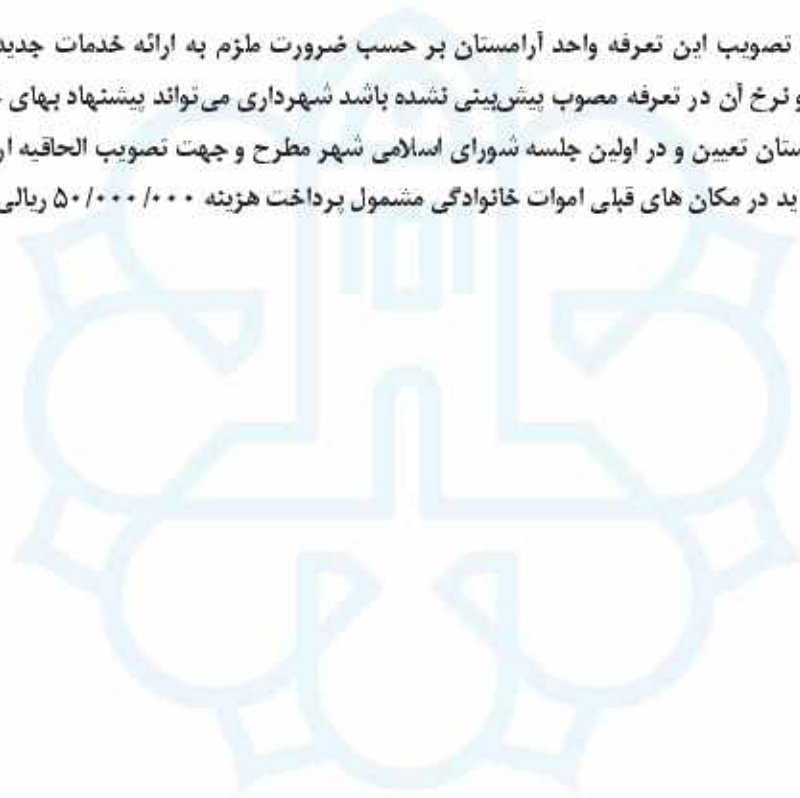 تصویب این تعرفه واحد آرامستان بر حسب ضرورت ملزم به ارائه خدمات جدید
و نرخ آن در تعرفه مصوب پیش‌بینی نشده باشد شهرداری می‌تواند پیشنهاد بهای
ستان تعیین و در اولین جلسه شورای اسلامی شهر مطرح و جهت تصویب الحاقیه ار
ید در مکان های قبلی اموات خانوادگی مشمول پرداخت هزینه ۵۰/۰۰۰/۰۰۰ ریالی